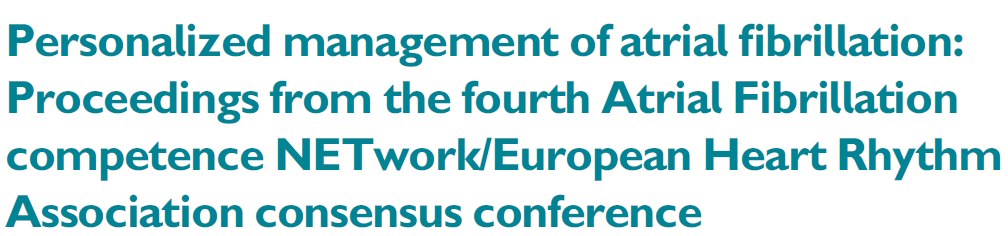 Personalized management of atrial fibrillation:
Proceedings from the fourth Atrial Fibrillation
competence NETwork/European Heart Rhythm
Association consensus conference